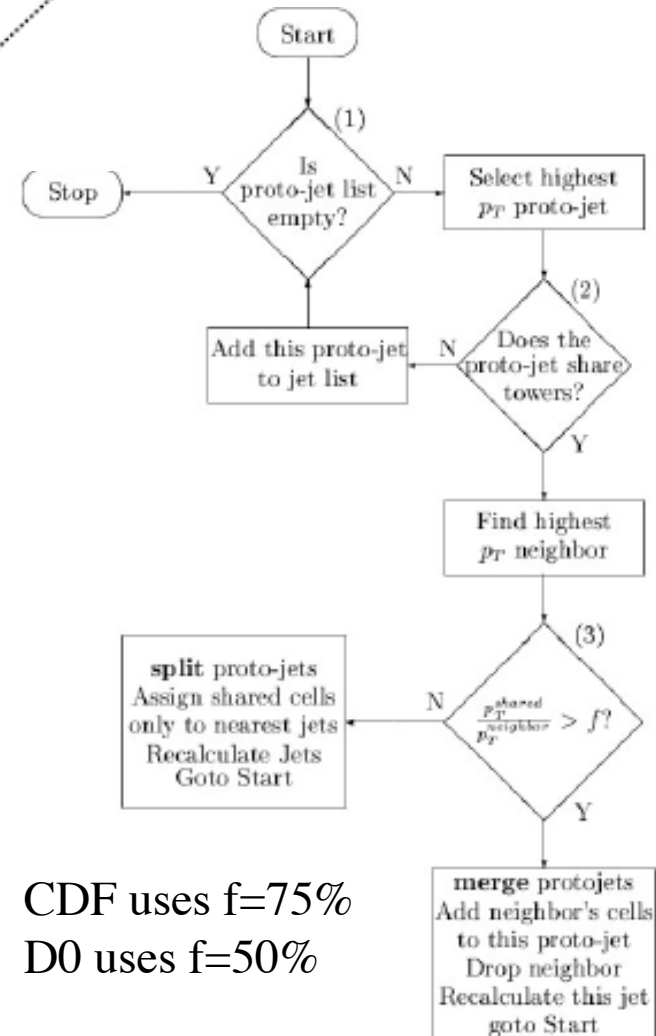 Start
(1)
Is
proto-jet list
empty?
Y
N
Stop
Select highest
p_T proto-jet
(2)
Does the
proto-jet share
towers?
N
Y
Add this proto-jet
to jet list
Find highest
p_T neighbor
(3)
p_T^shared / p_T^neighbor > f?
N
Y
split proto-jets
Assign shared cells
only to nearest jets
Recalculate Jets
Goto Start
merge protojets
Add neighbor's cells
to this proto-jet
Drop neighbor
Recalculate this jet
goto Start
CDF uses f=75%
D0 uses f=50%